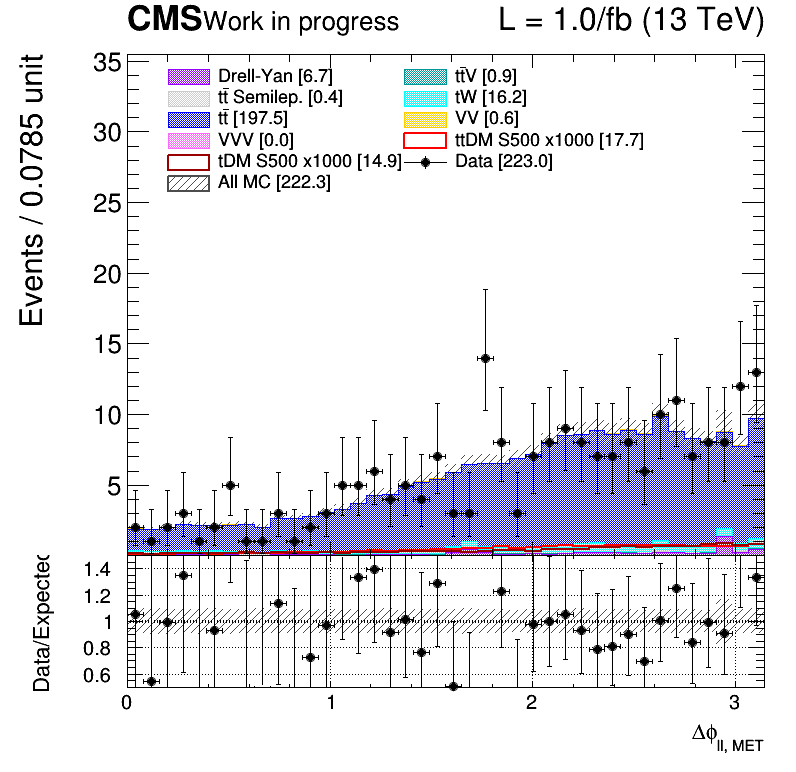 CMS Work in progress L = 1.0/fb (13 TeV)
Events / 0.0785 unit
35
30
25
20
15
10
5
Drell-Yan [6.7] tt̄V [0.9]
tt̄ Semilep. [0.4] tW [16.2]
tt̄ [197.5] VV [0.6]
VVV [0.0] ttDM S500 x1000 [17.7]
tDM S500 x1000 [14.9] Data [223.0]
All MC [222.3]
Data/Expected
1.4
1.2
1
0.8
0.6
0 1 2 3
Δϕll, MET